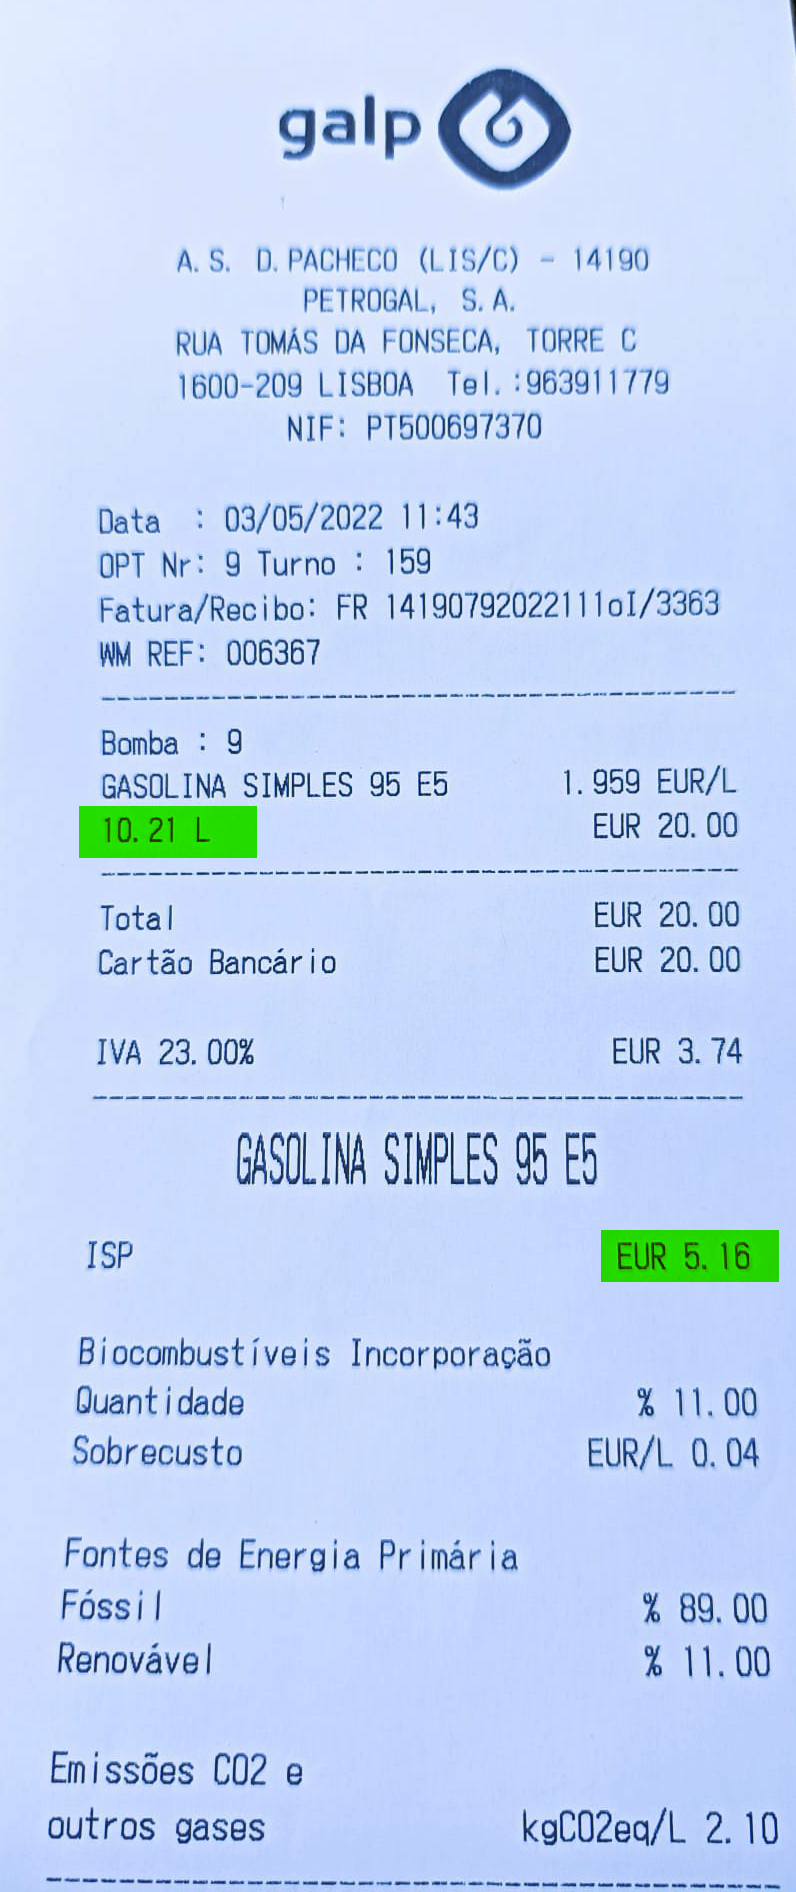 galp
A. S. D. PACHECO (LIS/C) - 14190
PETROGAL, S. A.
RUA TOMÁS DA FONSECA, TORRE C
1600-209 LISBOA Tel. :963911779
NIF: PT500697370
Data : 03/05/2022 11:43
OPT Nr: 9 Turno : 159
Fatura/Recibo: FR 14190792022111oI/3363
WM REF: 006367
Bomba : 9
GASOLINA SIMPLES 95 E5 1.959 EUR/L
10.21 L EUR 20.00
Total EUR 20.00
Cartão Bancário EUR 20.00
IVA 23.00% EUR 3.74
GASOLINA SIMPLES 95 E5
ISP EUR 5.16
Biocombustíveis Incorporação
Quantidade % 11.00
Sobrecusto EUR/L 0.04
Fontes de Energia Primária
Fóssil % 89.00
Renovável % 11.00
Emissões CO2 e
outros gases kgCO2eq/L 2.10